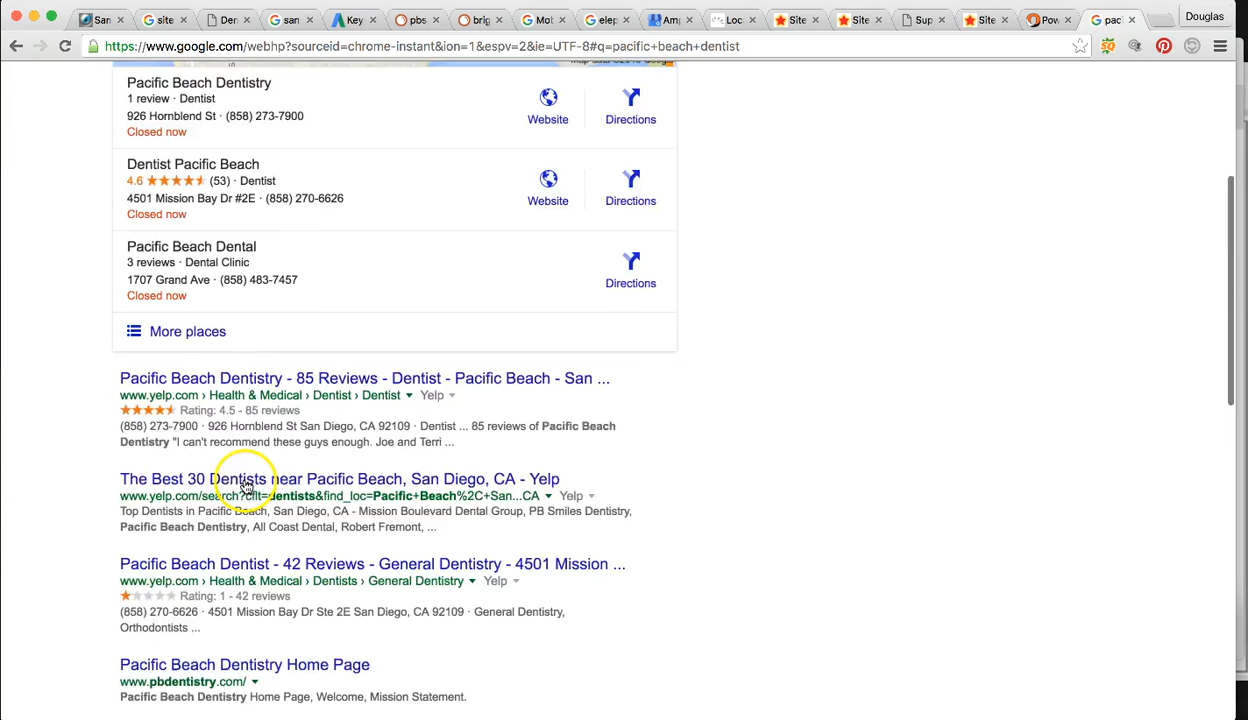 San
site
Den
san
Key
pbs
brig
Mob
elep
Amp
Loc
Site
Site
Sup
Site
Pow
paci
Douglas
https://www.google.com/webhp?sourceid=chrome-instant&ion=1&espv=2&ie=UTF-8#q=pacific+beach+dentist
Pacific Beach Dentistry
1 review · Dentist
926 Hornblend St · (858) 273-7900
Closed now
Website
Directions
Dentist Pacific Beach
4.6 (53) · Dentist
4501 Mission Bay Dr #2E · (858) 270-6626
Closed now
Website
Directions
Pacific Beach Dental
3 reviews · Dental Clinic
1707 Grand Ave · (858) 483-7457
Closed now
Directions
More places
Pacific Beach Dentistry - 85 Reviews - Dentist - Pacific Beach - San ...
www.yelp.com › Health & Medical › Dentist › Dentist ▼ Yelp ▼
Rating: 4.5 - 85 reviews
(858) 273-7900 · 926 Hornblend St San Diego, CA 92109 · Dentist ... 85 reviews of Pacific Beach
Dentistry "I can't recommend these guys enough. Joe and Terri ...
The Best 30 Dentists near Pacific Beach, San Diego, CA - Yelp
www.yelp.com/search?cflt=dentists&find_loc=Pacific+Beach%2C+San...CA ▼ Yelp ▼
Top Dentists in Pacific Beach, San Diego, CA - Mission Boulevard Dental Group, PB Smiles Dentistry,
Pacific Beach Dentistry, All Coast Dental, Robert Fremont, ...
Pacific Beach Dentist - 42 Reviews - General Dentistry - 4501 Mission ...
www.yelp.com › Health & Medical › Dentists › General Dentistry ▼ Yelp ▼
Rating: 1 - 42 reviews
(858) 270-6626 · 4501 Mission Bay Dr Ste 2E San Diego, CA 92109 · General Dentistry,
Orthodontists ...
Pacific Beach Dentistry Home Page
www.pbdentistry.com/ ▼
Pacific Beach Dentistry Home Page, Welcome, Mission Statement.